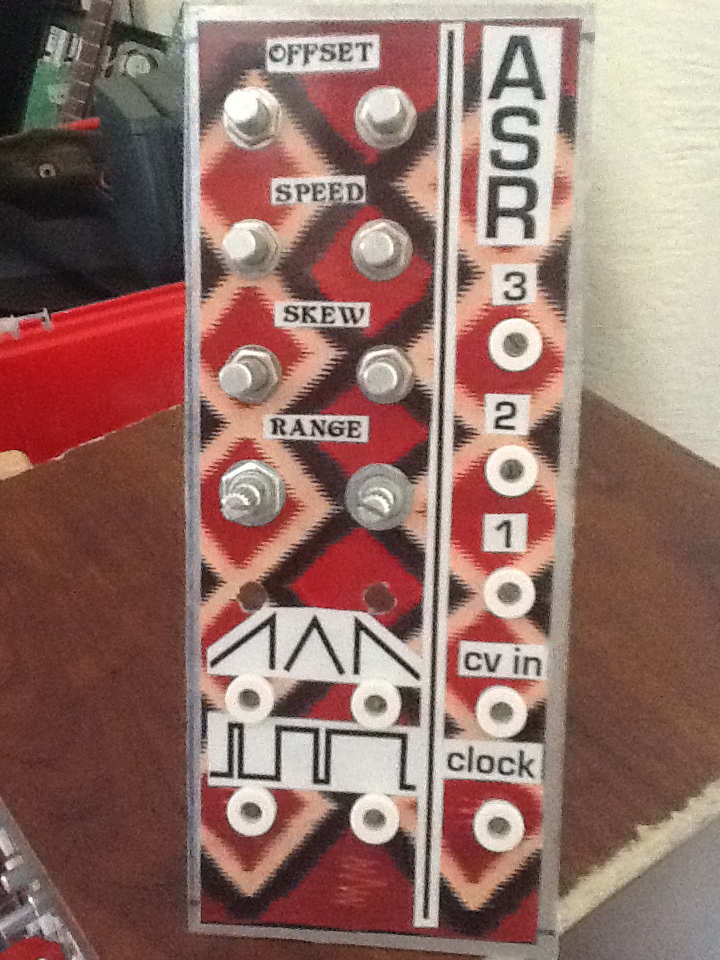 OFFSET
SPEED
SKEW
RANGE
ASR
3
2
1
cv in
clock